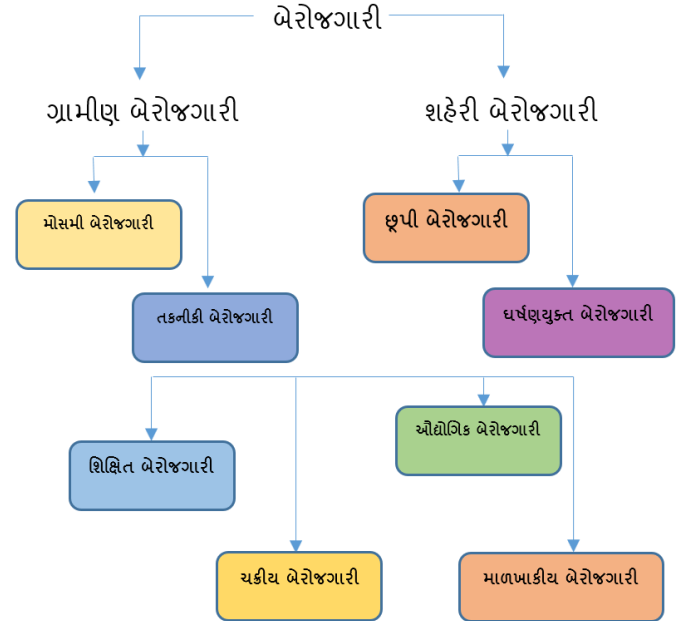 બેરોજગારી
ગ્રામીણ બેરોજગારી
શહેરી બેરોજગારી
મોસમી બેરોજગારી
છૂપી બેરોજગારી
તકનીકી બેરોજગારી
ઘર્ષણયુક્ત બેરોજગારી
ઔદ્યોગિક બેરોજગારી
શિક્ષિત બેરોજગારી
ચક્રીય બેરોજગારી
માળખાકીય બેરોજગારી